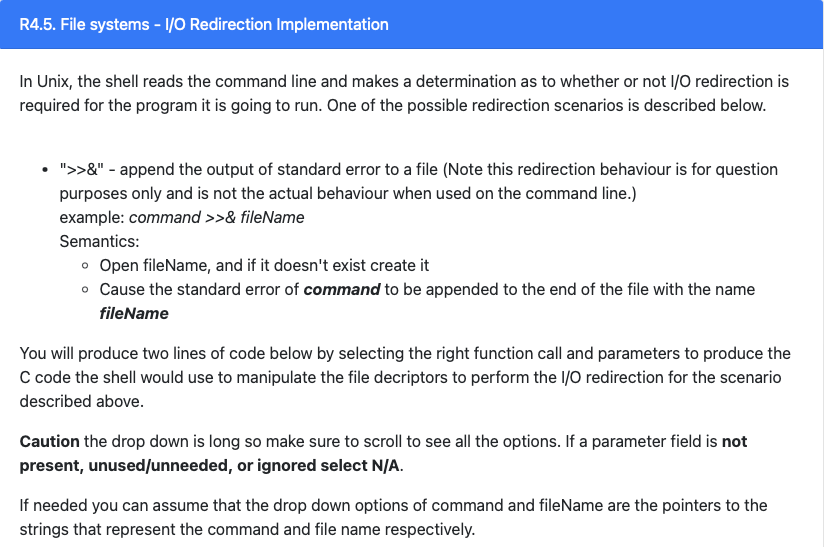 R4.5. File systems - I/O Redirection Implementation
In Unix, the shell reads the command line and makes a determination as to whether or not I/O redirection is
required for the program it is going to run. One of the possible redirection scenarios is described below.
• ">>&" - append the output of standard error to a file (Note this redirection behaviour is for question
purposes only and is not the actual behaviour when used on the command line.)
example: command >>& fileName
Semantics:
◦ Open fileName, and if it doesn't exist create it
◦ Cause the standard error of command to be appended to the end of the file with the name
fileName
You will produce two lines of code below by selecting the right function call and parameters to produce the
C code the shell would use to manipulate the file decriptors to perform the I/O redirection for the scenario
described above.
Caution the drop down is long so make sure to scroll to see all the options. If a parameter field is not
present, unused/unneeded, or ignored select N/A.
If needed you can assume that the drop down options of command and fileName are the pointers to the
strings that represent the command and file name respectively.